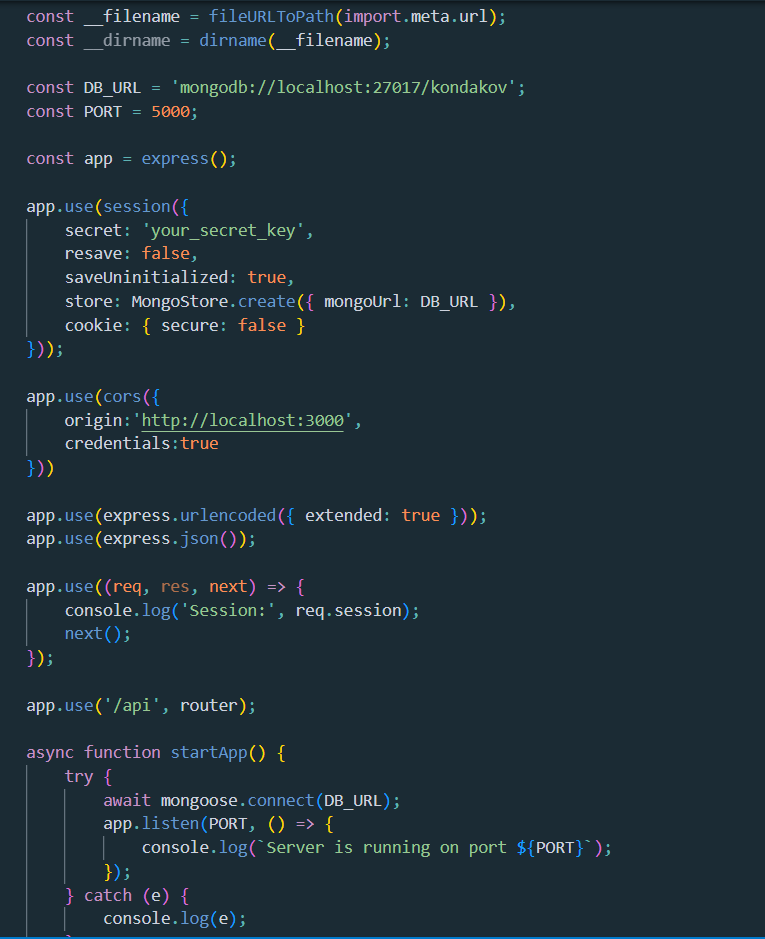 const __filename = fileURLToPath(import.meta.url);
const __dirname = dirname(__filename);
const DB_URL = 'mongodb://localhost:27017/kondakov';
const PORT = 5000;
const app = express();
app.use(session({
    secret: 'your_secret_key',
    resave: false,
    saveUninitialized: true,
    store: MongoStore.create({ mongoUrl: DB_URL }),
    cookie: { secure: false }
}));
app.use(cors({
    origin:'http://localhost:3000',
    credentials:true
}))
app.use(express.urlencoded({ extended: true }));
app.use(express.json());
app.use((req, res, next) => {
    console.log('Session:', req.session);
    next();
});
app.use('/api', router);
async function startApp() {
    try {
        await mongoose.connect(DB_URL);
        app.listen(PORT, () => {
            console.log(`Server is running on port ${PORT}`);
        });
    } catch (e) {
        console.log(e);